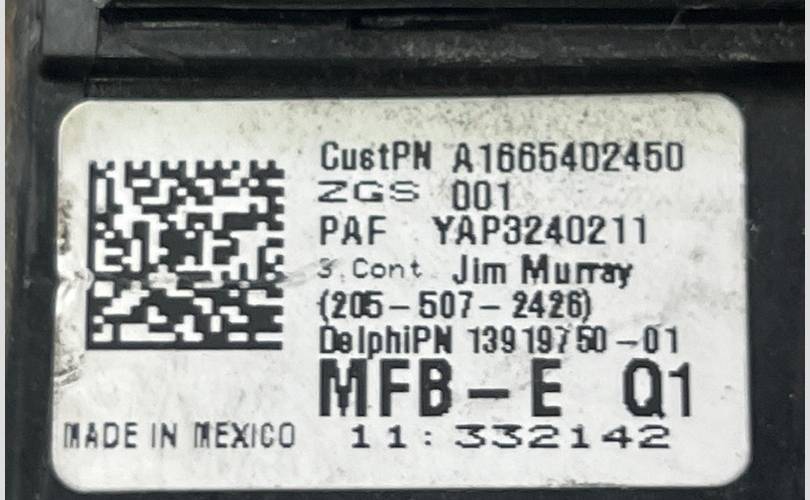 CustPN A1665402450
ZGS 001
PAF YAP3240211
S.Cont Jim Murray
(205-507-2426)
DelphiPN 13919750-01
MFB-E Q1
MADE IN MEXICO 11:332142